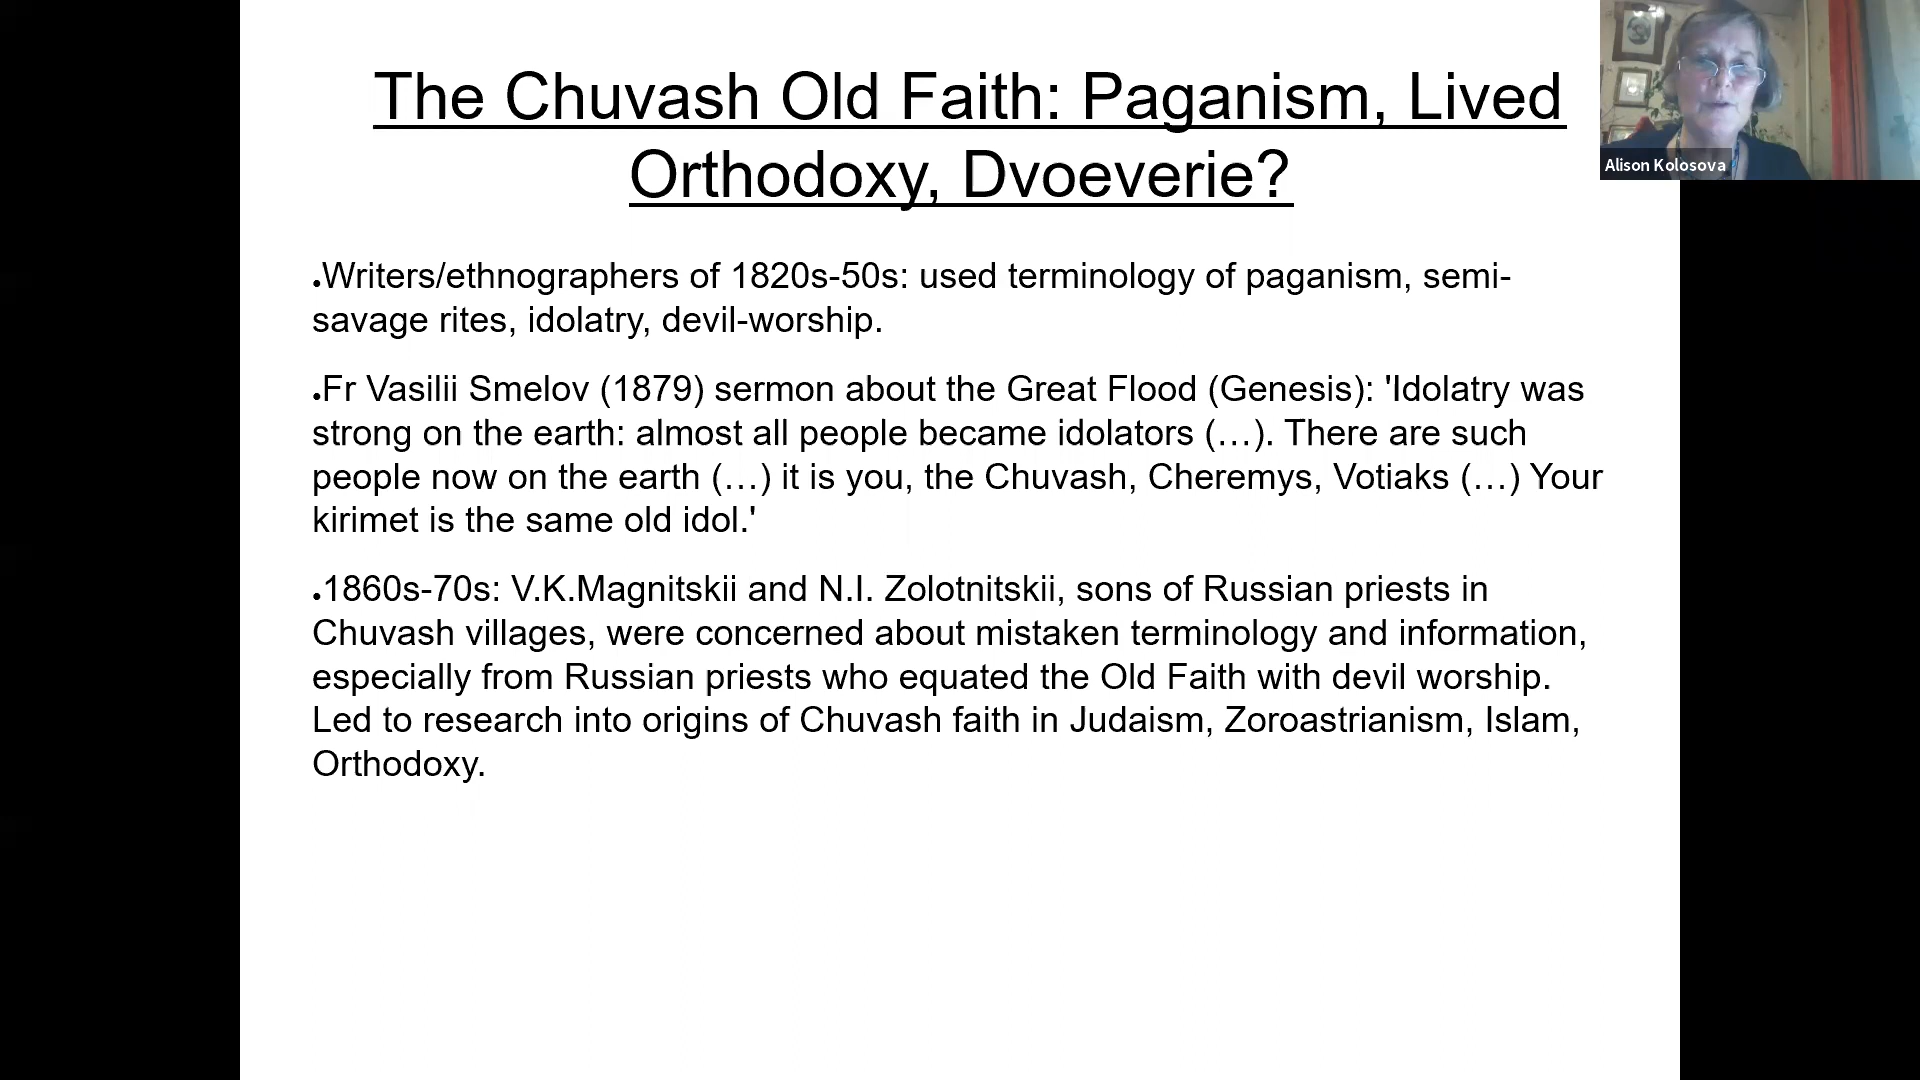 The Chuvash Old Faith: Paganism, Lived
Orthodoxy, Dvoeverie?
Alison Kolosova
●Writers/ethnographers of 1820s-50s: used terminology of paganism, semi-
savage rites, idolatry, devil-worship.
●Fr Vasilii Smelov (1879) sermon about the Great Flood (Genesis): 'Idolatry was
strong on the earth: almost all people became idolators (…). There are such
people now on the earth (…) it is you, the Chuvash, Cheremys, Votiaks (…) Your
kirimet is the same old idol.'
●1860s-70s: V.K.Magnitskii and N.I. Zolotnitskii, sons of Russian priests in
Chuvash villages, were concerned about mistaken terminology and information,
especially from Russian priests who equated the Old Faith with devil worship.
Led to research into origins of Chuvash faith in Judaism, Zoroastrianism, Islam,
Orthodoxy.